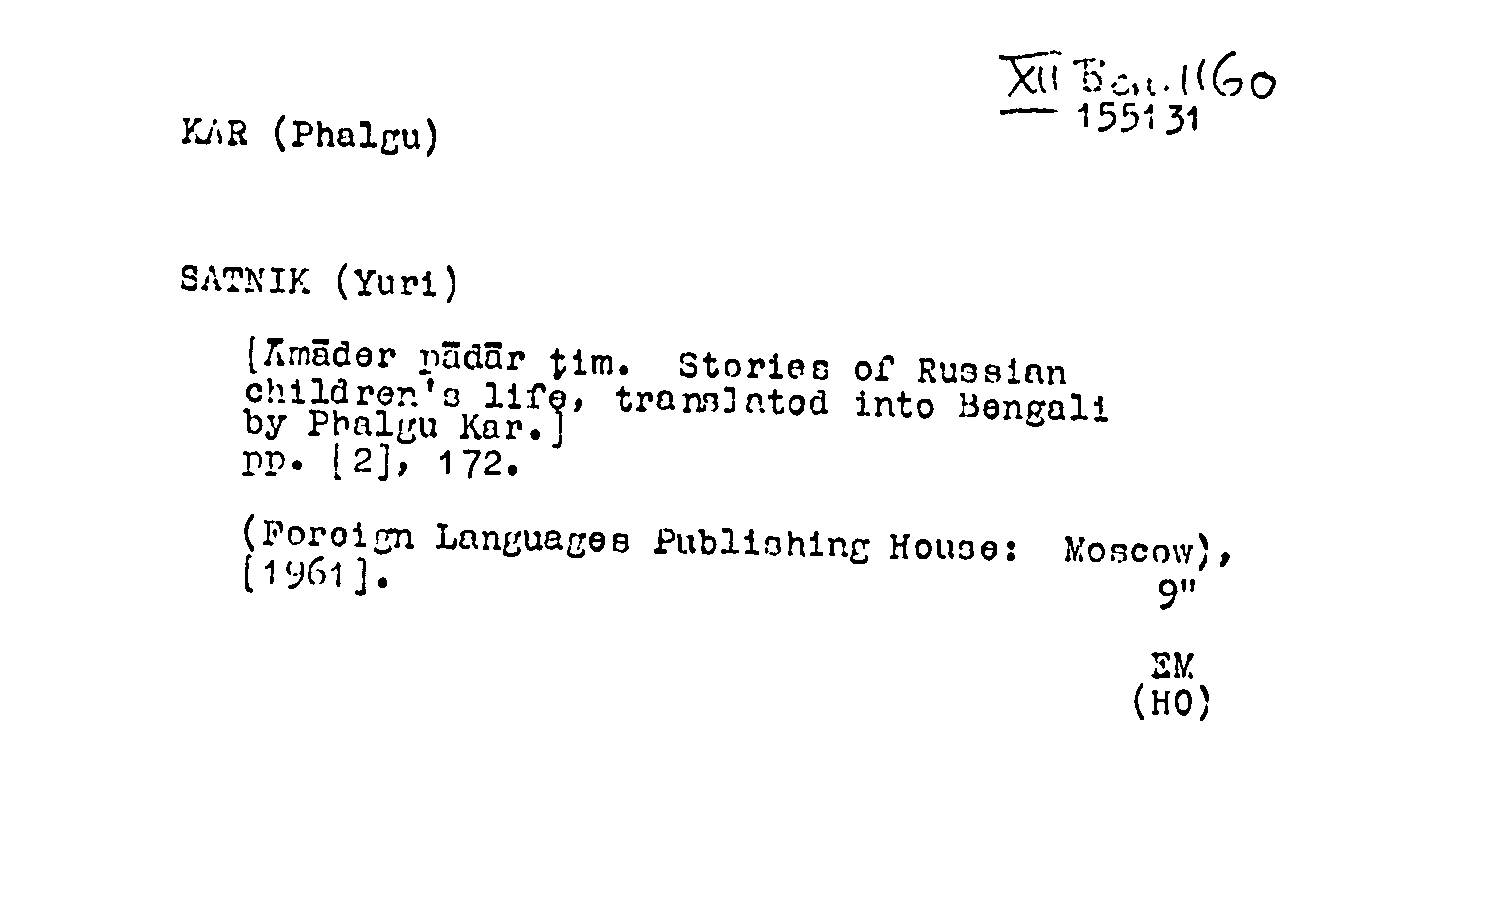 XII Ben. 1160
155131
KAR (Phalgu)
SATNIK (Yuri)
[Āmāder pādār ṭim. Stories of Russian
children's life, translated into Bengali
by Phalgu Kar.]
pp. [2], 172.
(Foreign Languages Publishing House: Moscow),
[1961].
9"
EM
(HO)